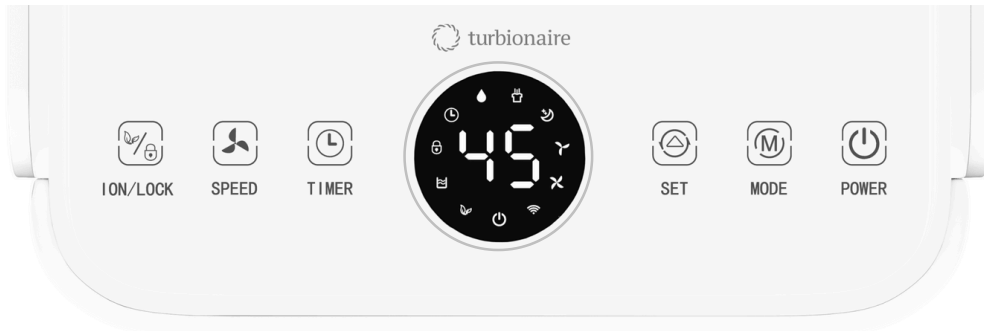 turbionaire
45
ION/LOCK
SPEED
TIMER
SET
M
MODE
POWER